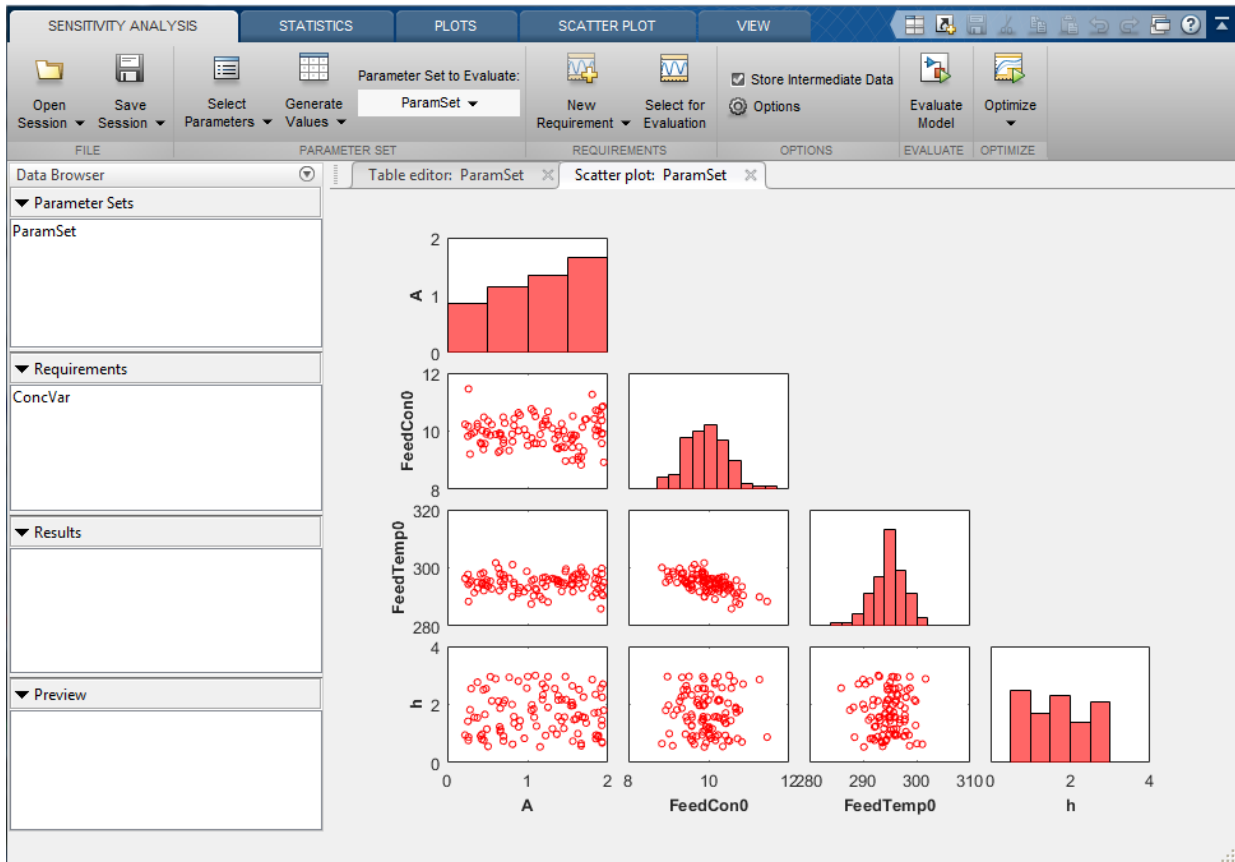 SENSITIVITY ANALYSIS STATISTICS PLOTS SCATTER PLOT VIEW
Open Session
Save Session
Select Parameters
Generate Values
Parameter Set to Evaluate:
ParamSet
New Requirement
Select for Evaluation
Store Intermediate Data
Options
Evaluate Model
Optimize
FILE PARAMETER SET REQUIREMENTS OPTIONS EVALUATE OPTIMIZE
Data Browser
Table editor: ParamSet
Scatter plot: ParamSet
Parameter Sets
ParamSet
Requirements
ConcVar
Results
Preview
2
1
0
A
12
10
8
FeedCon0
320
300
280
FeedTemp0
4
2
0
h
0 1 2 8 10 12 280 290 300 310 0 2 4
A FeedCon0 FeedTemp0 h